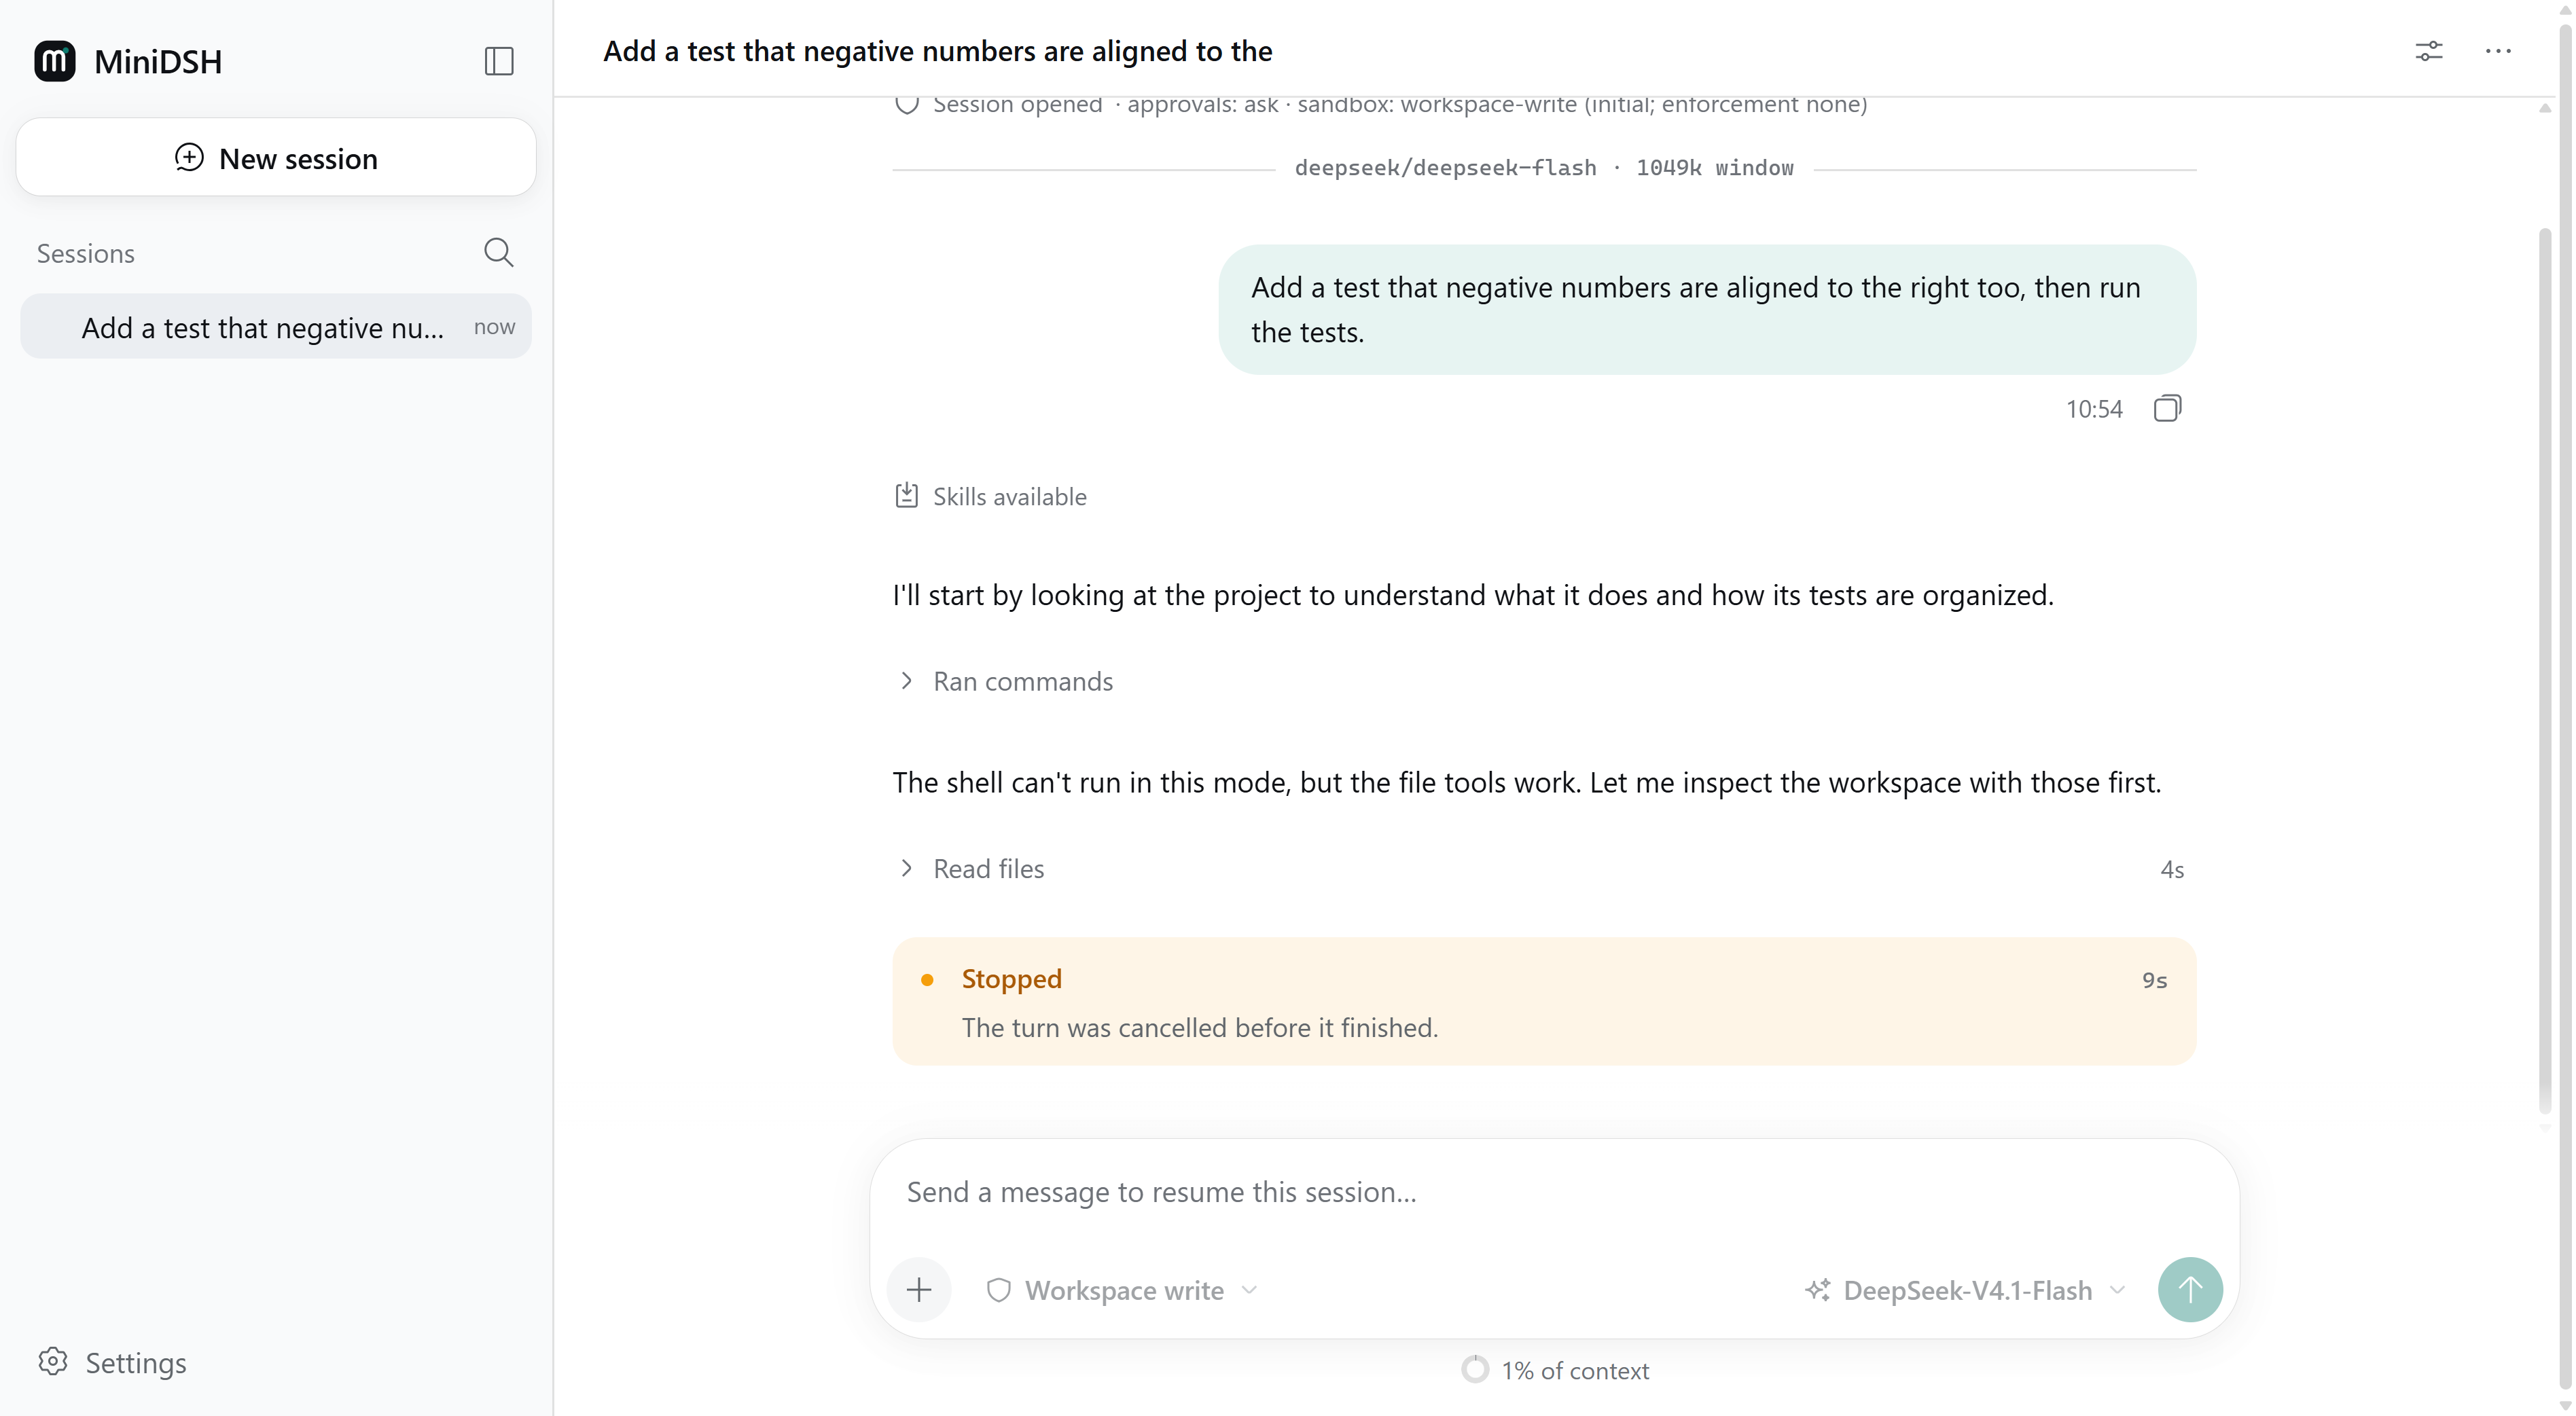 MiniDSH
New session
Sessions
Add a test that negative nu... now
Settings
Add a test that negative numbers are aligned to the
Session opened · approvals: ask · sandbox: workspace-write (initial; enforcement none)
deepseek/deepseek-flash · 1049k window
Add a test that negative numbers are aligned to the right too, then run
the tests.
10:54
Skills available
I'll start by looking at the project to understand what it does and how its tests are organized.
Ran commands
The shell can't run in this mode, but the file tools work. Let me inspect the workspace with those first.
Read files 4s
Stopped 9s
The turn was cancelled before it finished.
Send a message to resume this session...
Workspace write DeepSeek-V4.1-Flash
1% of context